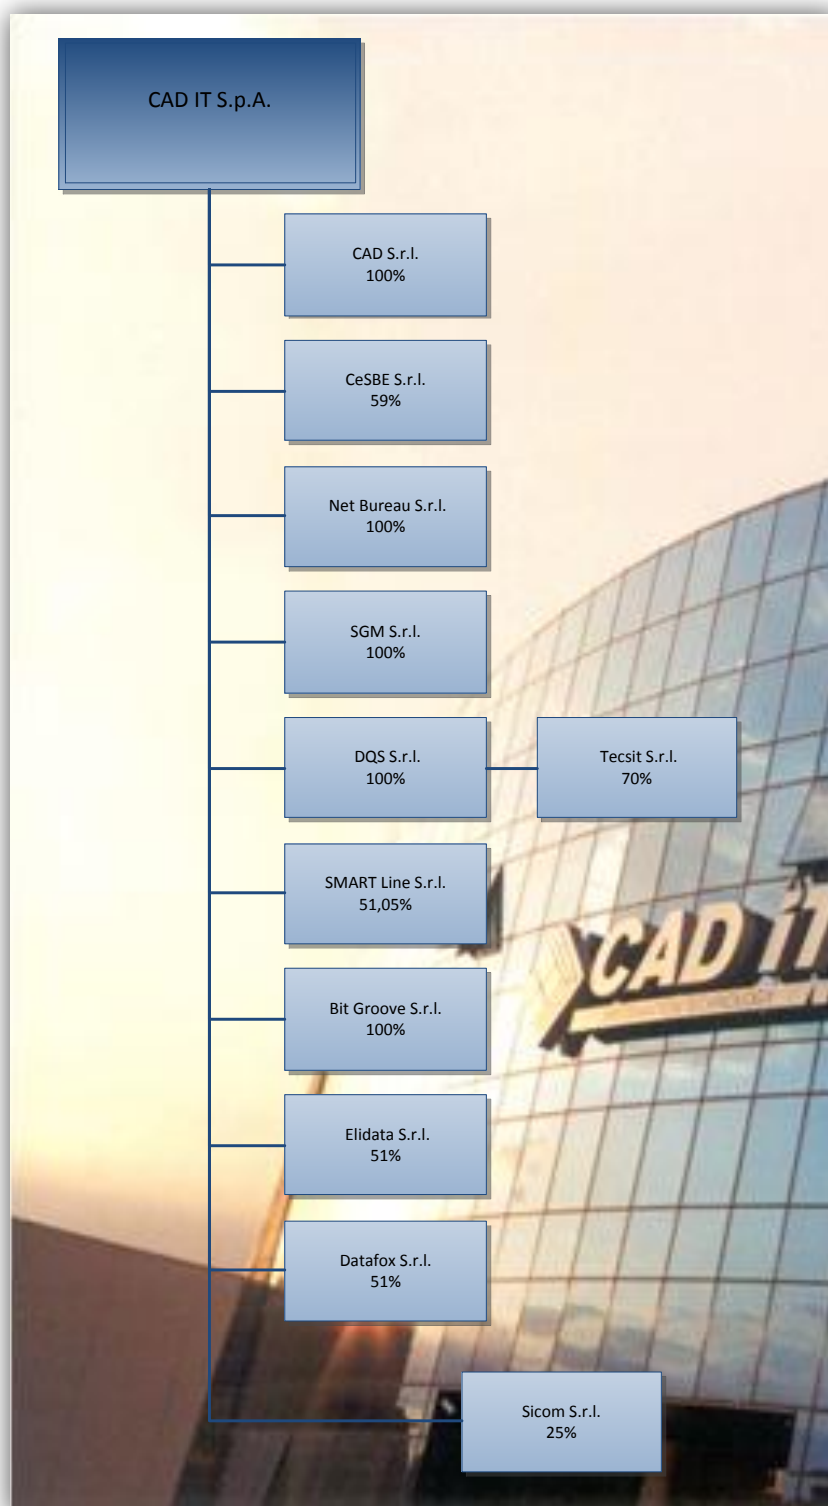 CAD IT S.p.A.
CAD S.r.l.
100%
CeSBE S.r.l.
59%
Net Bureau S.r.l.
100%
SGM S.r.l.
100%
DQS S.r.l.
100%
Tecsit S.r.l.
70%
SMART Line S.r.l.
51,05%
CAD iT
Bit Groove S.r.l.
100%
Elidata S.r.l.
51%
Datafox S.r.l.
51%
Sicom S.r.l.
25%